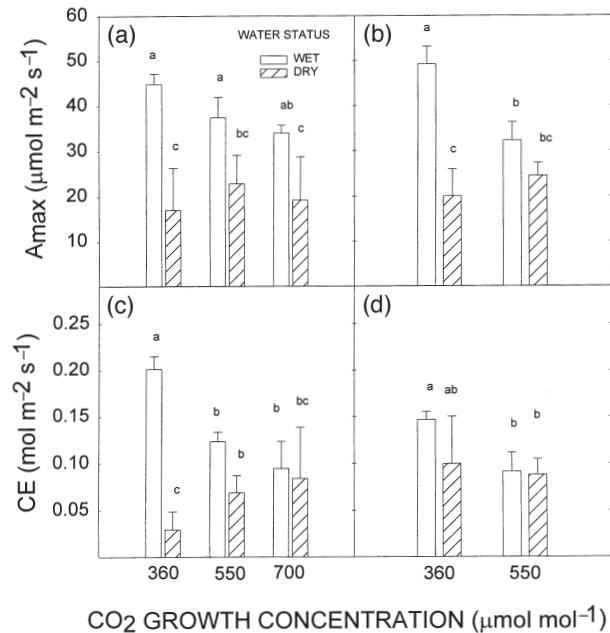 60
50
40
30
20
10
Amax (μmol m−2 s−1)
(a)
WATER STATUS
WET
DRY
a
c
a
bc
ab
c
(b)
a
c
b
bc
0.25
0.20
0.15
0.10
0.05
CE (mol m−2 s−1)
(c)
a
c
b
b
b
bc
(d)
a
ab
b
b
360 550 700 360 550
CO2 GROWTH CONCENTRATION (μmol mol−1)